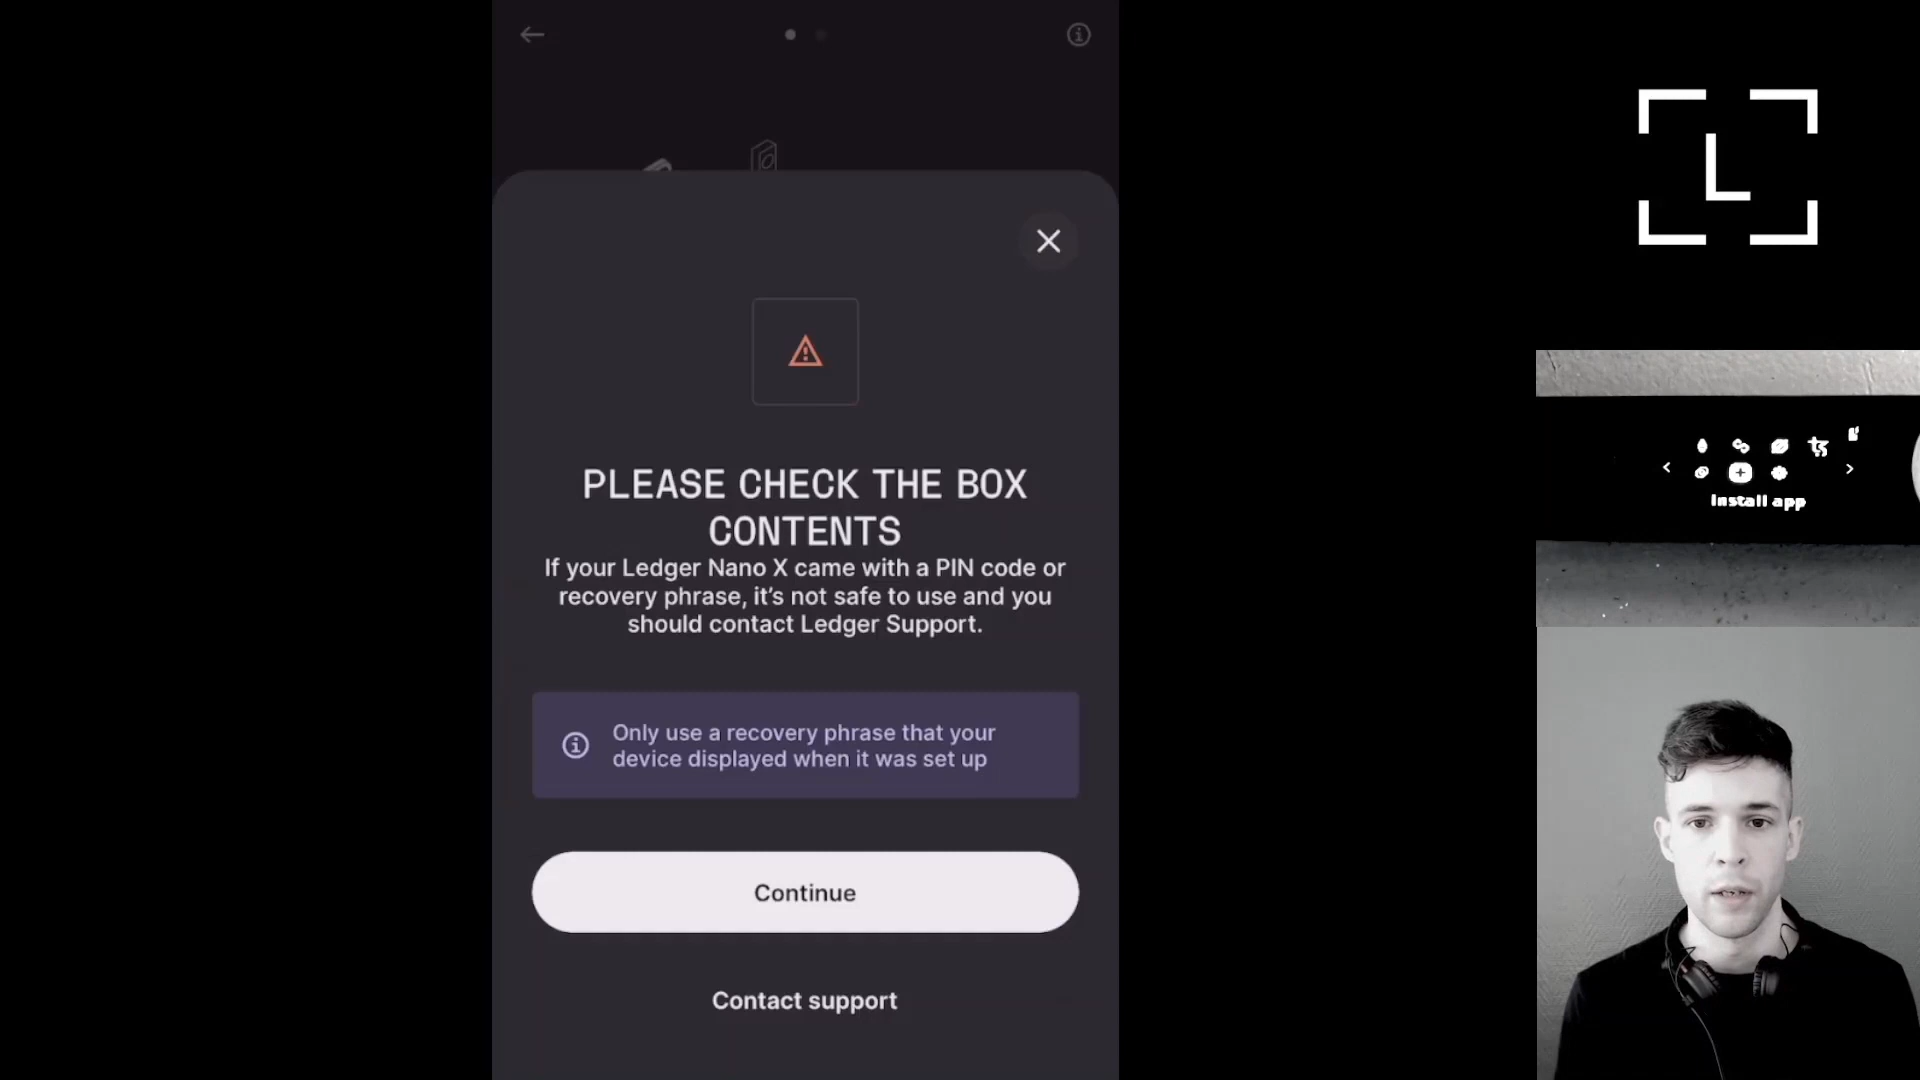 PLEASE CHECK THE BOX
CONTENTS
If your Ledger Nano X came with a PIN code or
recovery phrase, it's not safe to use and you
should contact Ledger Support.
Only use a recovery phrase that your
device displayed when it was set up
Continue
Contact support
L
Install app